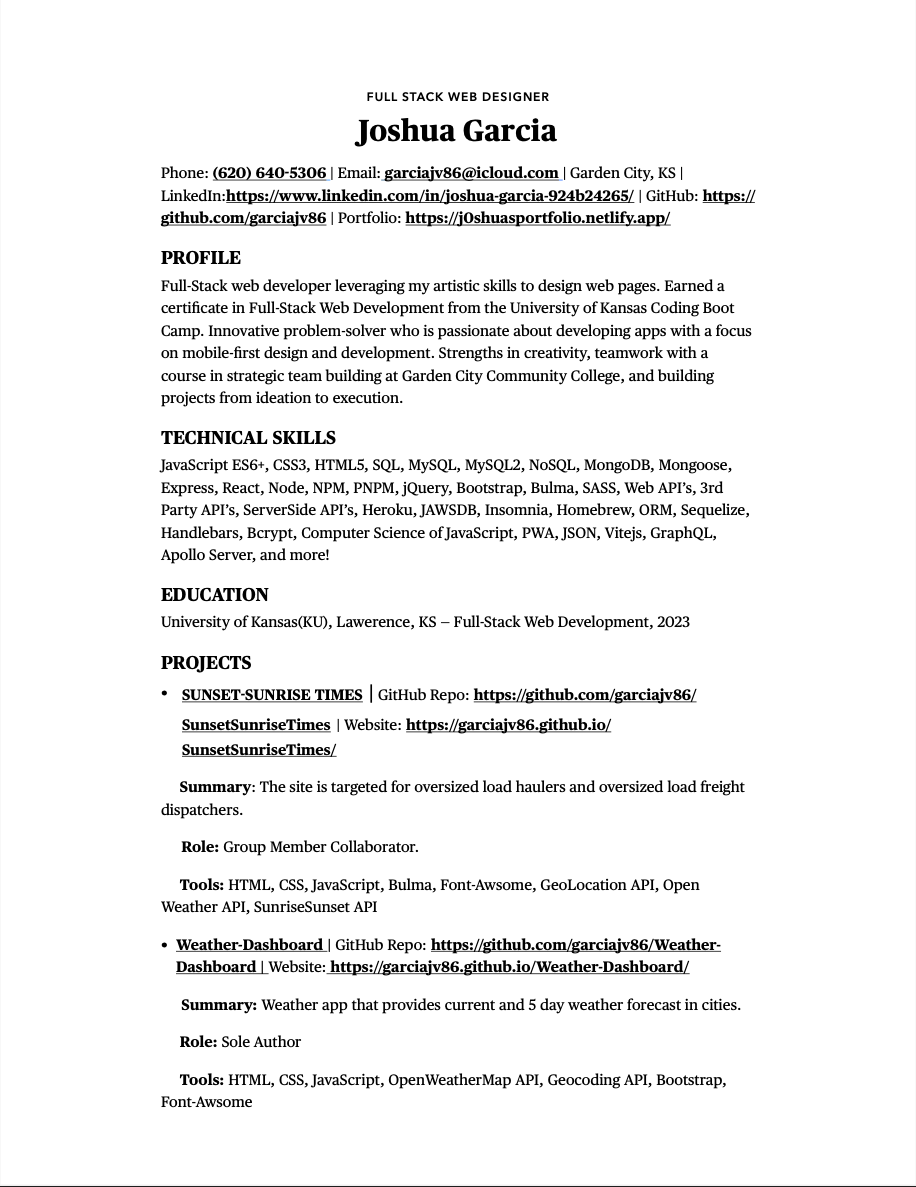 FULL STACK WEB DESIGNER
Joshua Garcia
Phone: (620) 640-5306 | Email: garciajv86@icloud.com | Garden City, KS |
LinkedIn:https://www.linkedin.com/in/joshua-garcia-924b24265/ | GitHub: https://
github.com/garciajv86 | Portfolio: https://j0shuasportfolio.netlify.app/
PROFILE
Full-Stack web developer leveraging my artistic skills to design web pages. Earned a
certificate in Full-Stack Web Development from the University of Kansas Coding Boot
Camp. Innovative problem-solver who is passionate about developing apps with a focus
on mobile-first design and development. Strengths in creativity, teamwork with a
course in strategic team building at Garden City Community College, and building
projects from ideation to execution.
TECHNICAL SKILLS
JavaScript ES6+, CSS3, HTML5, SQL, MySQL, MySQL2, NoSQL, MongoDB, Mongoose,
Express, React, Node, NPM, PNPM, jQuery, Bootstrap, Bulma, SASS, Web API’s, 3rd
Party API’s, ServerSide API’s, Heroku, JAWSDB, Insomnia, Homebrew, ORM, Sequelize,
Handlebars, Bcrypt, Computer Science of JavaScript, PWA, JSON, Vitejs, GraphQL,
Apollo Server, and more!
EDUCATION
University of Kansas(KU), Lawerence, KS — Full-Stack Web Development, 2023
PROJECTS
• SUNSET-SUNRISE TIMES | GitHub Repo: https://github.com/garciajv86/
SunsetSunriseTimes | Website: https://garciajv86.github.io/
SunsetSunriseTimes/
Summary: The site is targeted for oversized load haulers and oversized load freight
dispatchers.
Role: Group Member Collaborator.
Tools: HTML, CSS, JavaScript, Bulma, Font-Awsome, GeoLocation API, Open
Weather API, SunriseSunset API
• Weather-Dashboard | GitHub Repo: https://github.com/garciajv86/Weather-
Dashboard | Website: https://garciajv86.github.io/Weather-Dashboard/
Summary: Weather app that provides current and 5 day weather forecast in cities.
Role: Sole Author
Tools: HTML, CSS, JavaScript, OpenWeatherMap API, Geocoding API, Bootstrap,
Font-Awsome